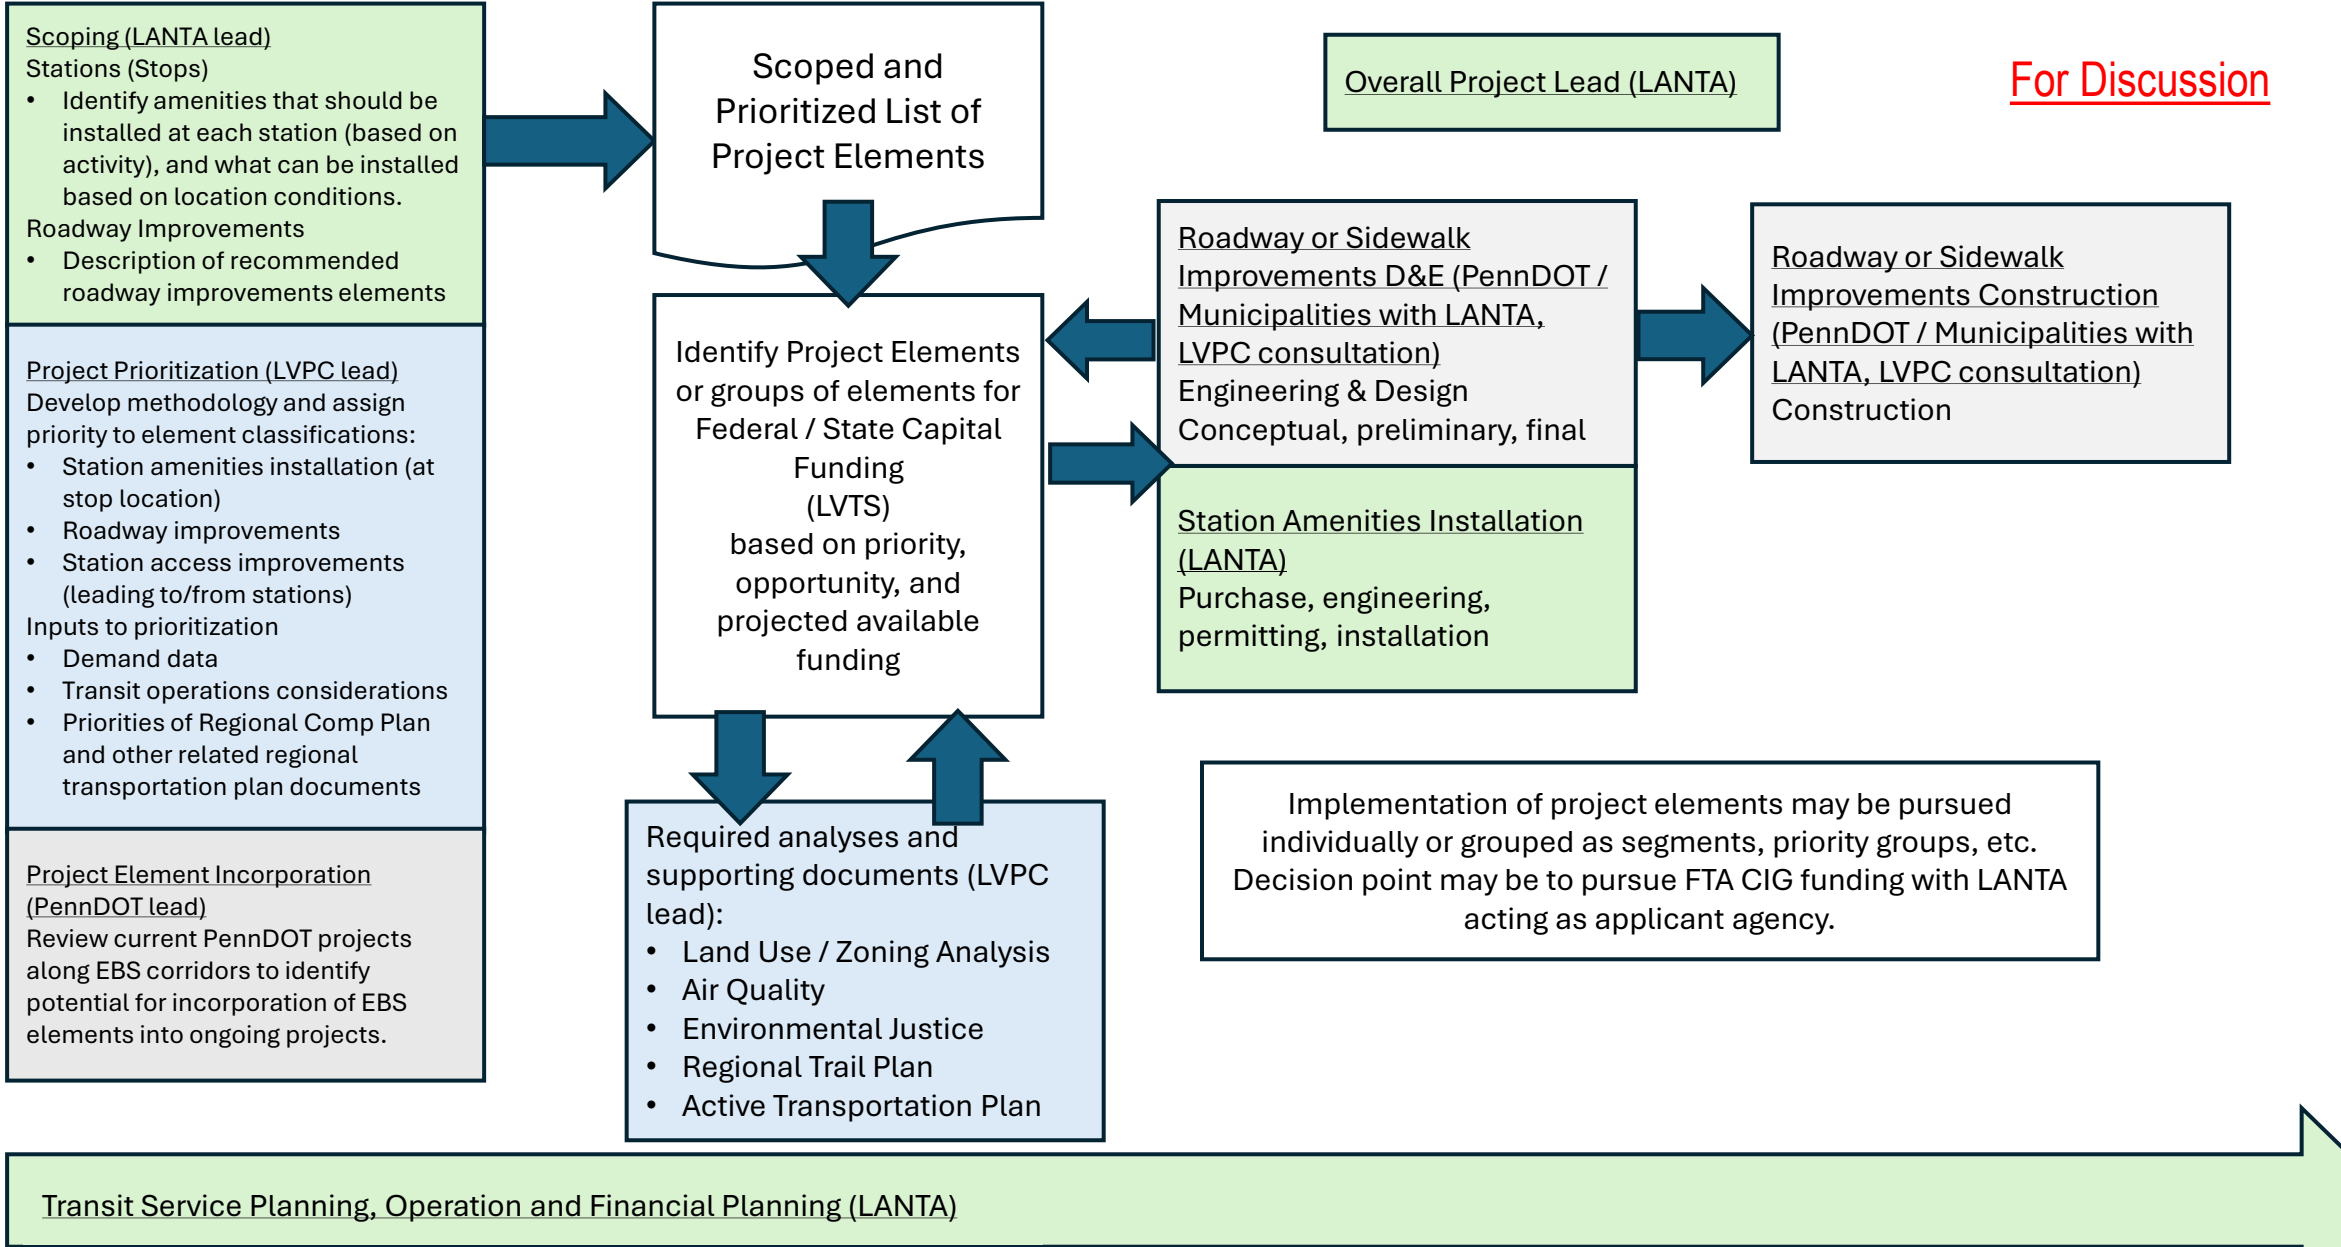 Scoping (LANTA lead)
Stations (Stops)
• Identify amenities that should be
installed at each station (based on
activity), and what can be installed
based on location conditions.
Roadway Improvements
• Description of recommended
roadway improvements elements
Project Prioritization (LVPC lead)
Develop methodology and assign
priority to element classifications:
• Station amenities installation (at
stop location)
• Roadway improvements
• Station access improvements
(leading to/from stations)
Inputs to prioritization
• Demand data
• Transit operations considerations
• Priorities of Regional Comp Plan
and other related regional
transportation plan documents
Project Element Incorporation
(PennDOT lead)
Review current PennDOT projects
along EBS corridors to identify
potential for incorporation of EBS
elements into ongoing projects.
Scoped and
Prioritized List of
Project Elements
Identify Project Elements
or groups of elements for
Federal / State Capital
Funding
(LVTS)
based on priority,
opportunity, and
projected available
funding
Required analyses and
supporting documents (LVPC
lead):
• Land Use / Zoning Analysis
• Air Quality
• Environmental Justice
• Regional Trail Plan
• Active Transportation Plan
Overall Project Lead (LANTA)
For Discussion
Roadway or Sidewalk
Improvements D&E (PennDOT /
Municipalities with LANTA,
LVPC consultation)
Engineering & Design
Conceptual, preliminary, final
Station Amenities Installation
(LANTA)
Purchase, engineering,
permitting, installation
Roadway or Sidewalk
Improvements Construction
(PennDOT / Municipalities with
LANTA, LVPC consultation)
Construction
Implementation of project elements may be pursued
individually or grouped as segments, priority groups, etc.
Decision point may be to pursue FTA CIG funding with LANTA
acting as applicant agency.
Transit Service Planning, Operation and Financial Planning (LANTA)